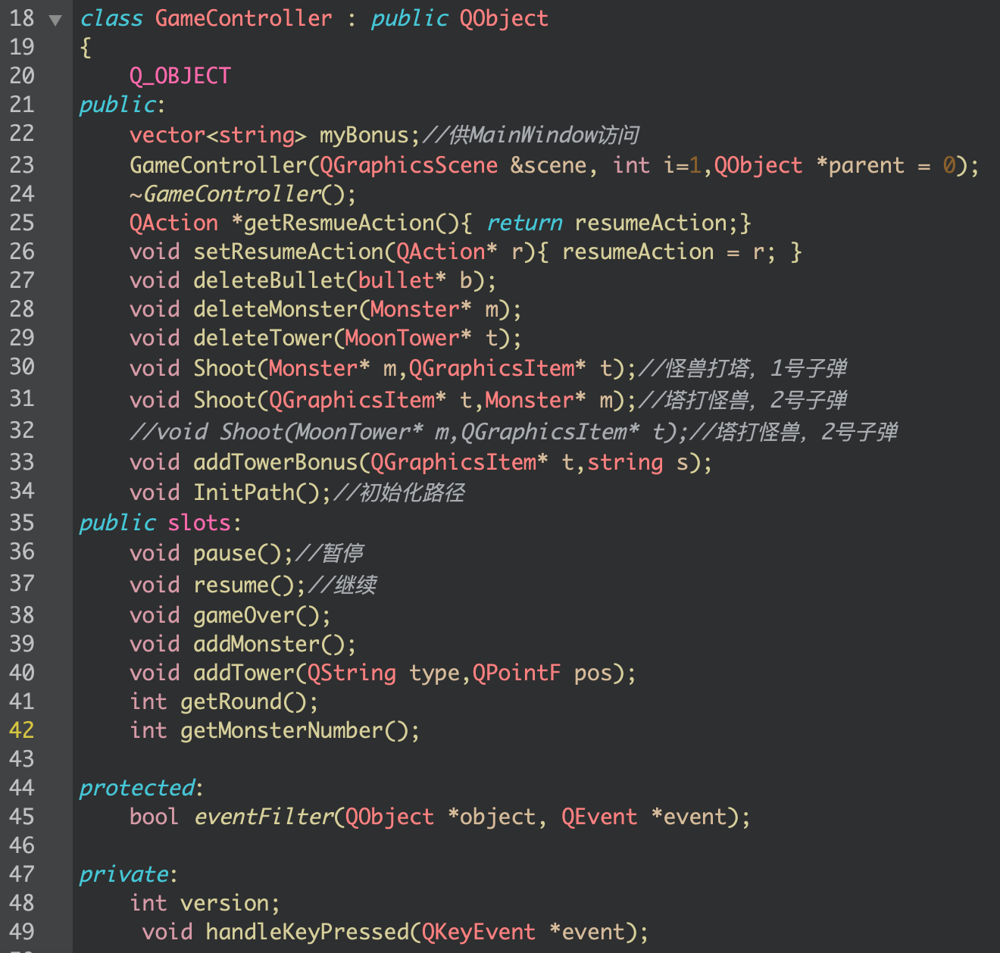 18 ▼ class GameController : public QObject
19 {
20     Q_OBJECT
21 public:
22     vector<string> myBonus;//供MainWindow访问
23     GameController(QGraphicsScene &scene, int i=1,QObject *parent = 0);
24     ~GameController();
25     QAction *getResmueAction(){ return resumeAction;}
26     void setResumeAction(QAction* r){ resumeAction = r; }
27     void deleteBullet(bullet* b);
28     void deleteMonster(Monster* m);
29     void deleteTower(MoonTower* t);
30     void Shoot(Monster* m,QGraphicsItem* t);//怪兽打塔，1号子弹
31     void Shoot(QGraphicsItem* t,Monster* m);//塔打怪兽，2号子弹
32     //void Shoot(MoonTower* m,QGraphicsItem* t);//塔打怪兽，2号子弹
33     void addTowerBonus(QGraphicsItem* t,string s);
34     void InitPath();//初始化路径
35 public slots:
36     void pause();//暂停
37     void resume();//继续
38     void gameOver();
39     void addMonster();
40     void addTower(QString type,QPointF pos);
41     int getRound();
42     int getMonsterNumber();
43
44 protected:
45     bool eventFilter(QObject *object, QEvent *event);
46
47 private:
48     int version;
49      void handleKeyPressed(QKeyEvent *event);